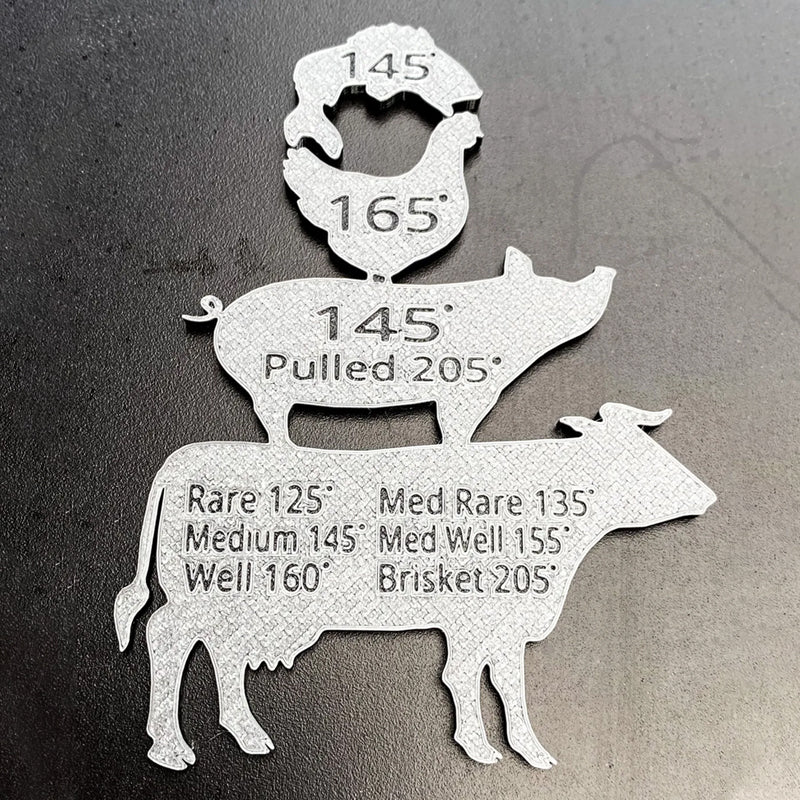 145°
165°
145°
Pulled 205°
Rare 125° Med Rare 135°
Medium 145° Med Well 155°
Well 160° Brisket 205°